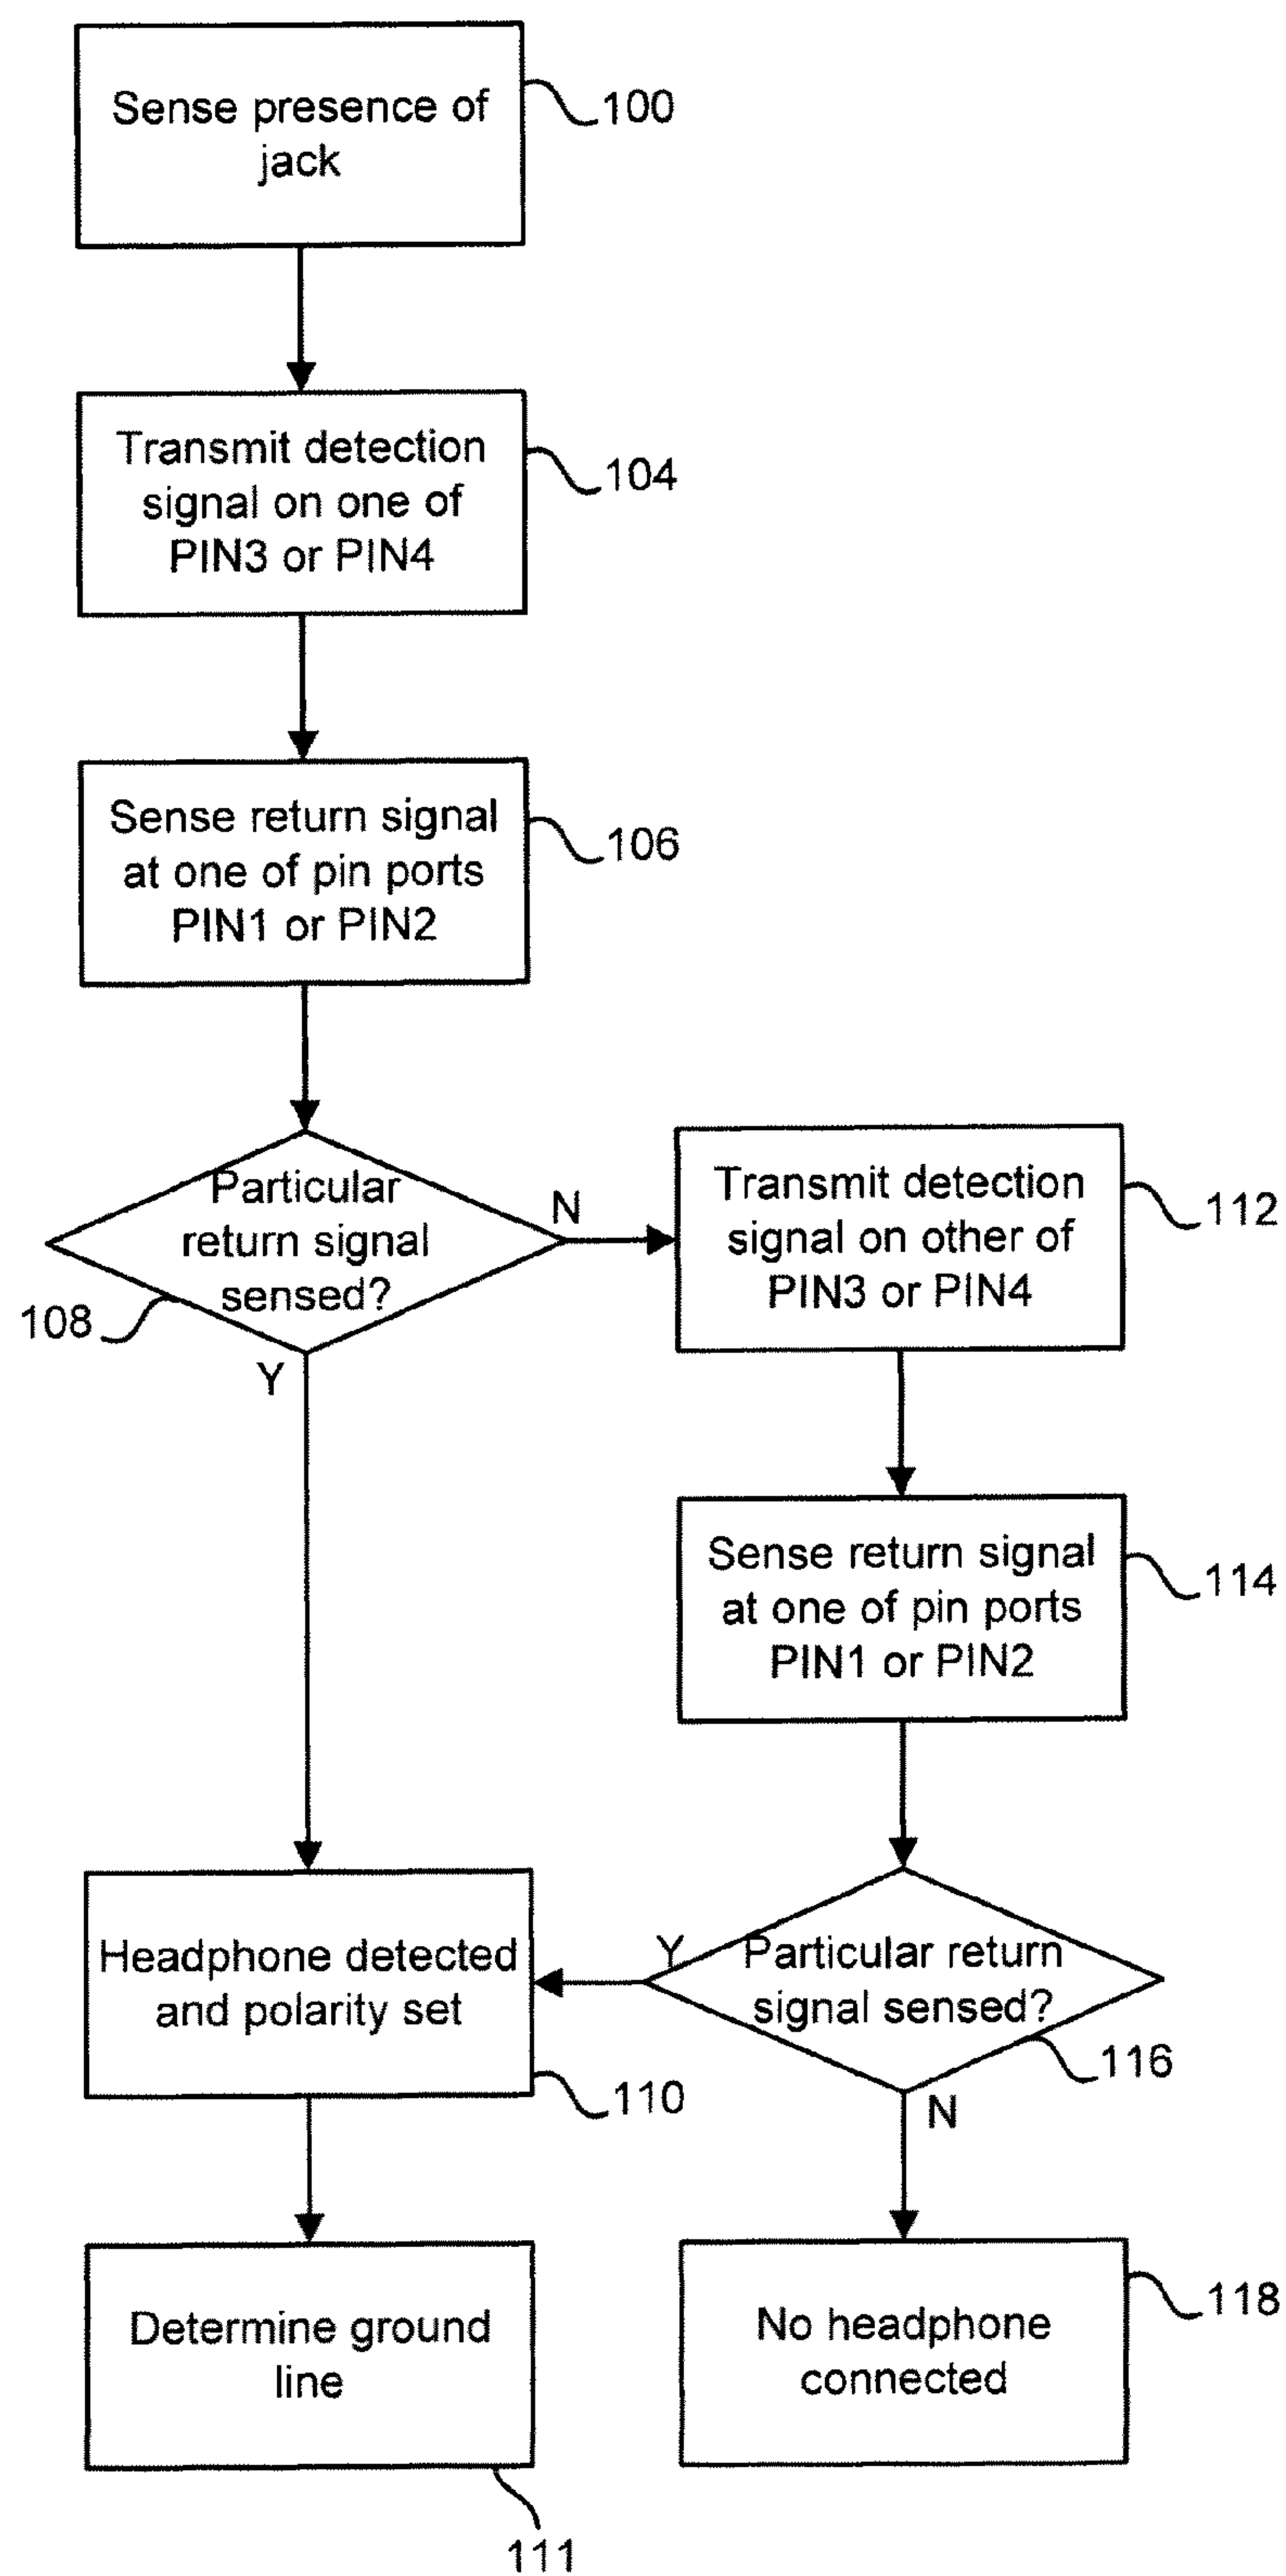 Sense presence of
jack
100
Transmit detection
signal on one of
PIN3 or PIN4
104
Sense return signal
at one of pin ports
PIN1 or PIN2
106
Particular
return signal
sensed?
108
N
Y
Transmit detection
signal on other of
PIN3 or PIN4
112
Sense return signal
at one of pin ports
PIN1 or PIN2
114
Particular return
signal sensed?
116
Y
N
Headphone detected
and polarity set
110
Determine ground
line
111
No headphone
connected
118